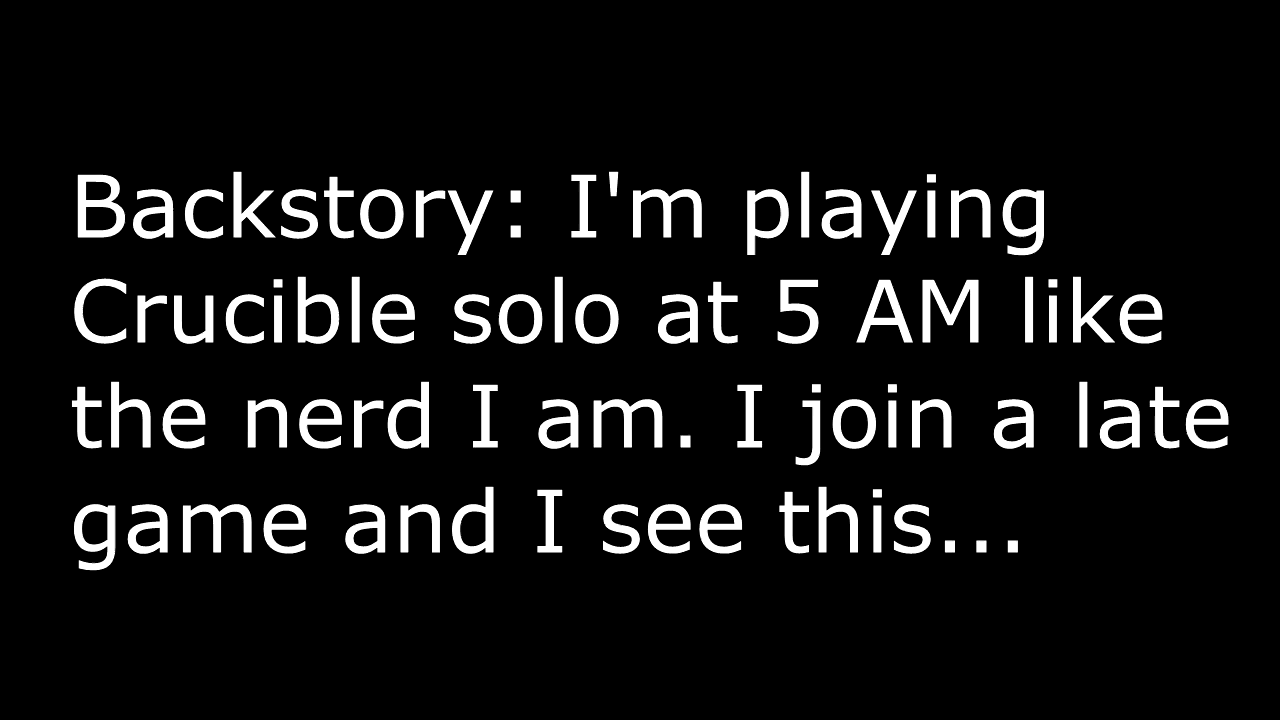 Backstory: I'm playing
Crucible solo at 5 AM like
the nerd I am. I join a late
game and I see this...